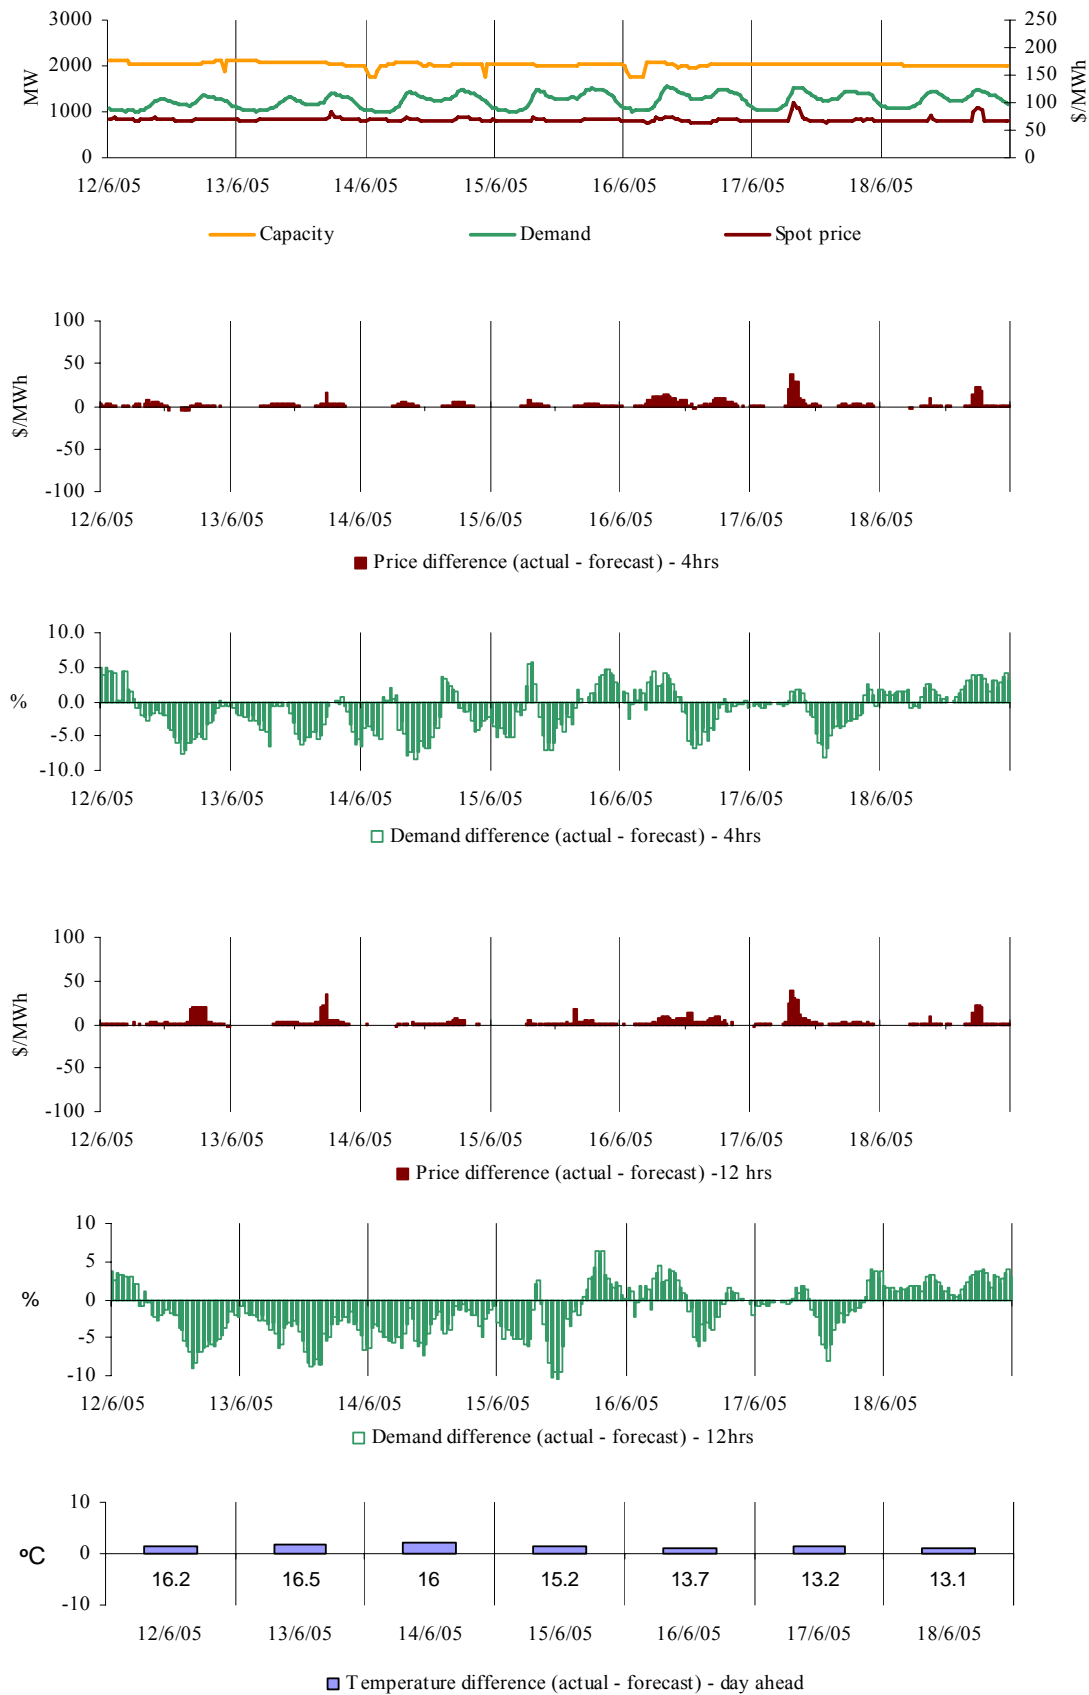 3000 250
200
2000 150
MW $/MWh
1000 100
50
0 0
12/6/05 13/6/05 14/6/05 15/6/05 16/6/05 17/6/05 18/6/05
Capacity Demand Spot price
100
50
$/MWh
0
-50
-100
12/6/05 13/6/05 14/6/05 15/6/05 16/6/05 17/6/05 18/6/05
Price difference (actual - forecast) - 4hrs
10.0
5.0
% 0.0
-5.0
-10.0
12/6/05 13/6/05 14/6/05 15/6/05 16/6/05 17/6/05 18/6/05
Demand difference (actual - forecast) - 4hrs
100
50
$/MWh
0
-50
-100
12/6/05 13/6/05 14/6/05 15/6/05 16/6/05 17/6/05 18/6/05
Price difference (actual - forecast) -12 hrs
10
5
% 0
-5
-10
12/6/05 13/6/05 14/6/05 15/6/05 16/6/05 17/6/05 18/6/05
Demand difference (actual - forecast) - 12hrs
10
ºC 0
16.2 16.5 16 15.2 13.7 13.2 13.1
-10
12/6/05 13/6/05 14/6/05 15/6/05 16/6/05 17/6/05 18/6/05
Temperature difference (actual - forecast) - day ahead